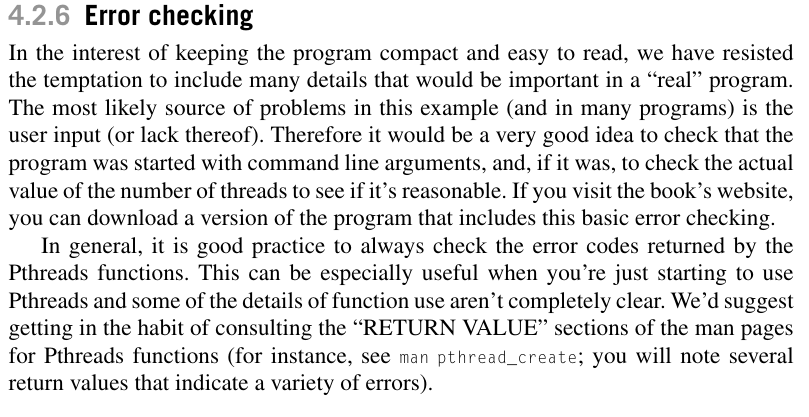 4.2.6 Error checking
In the interest of keeping the program compact and easy to read, we have resisted
the temptation to include many details that would be important in a “real” program.
The most likely source of problems in this example (and in many programs) is the
user input (or lack thereof). Therefore it would be a very good idea to check that the
program was started with command line arguments, and, if it was, to check the actual
value of the number of threads to see if it’s reasonable. If you visit the book’s website,
you can download a version of the program that includes this basic error checking.
In general, it is good practice to always check the error codes returned by the
Pthreads functions. This can be especially useful when you’re just starting to use
Pthreads and some of the details of function use aren’t completely clear. We’d suggest
getting in the habit of consulting the “RETURN VALUE” sections of the man pages
for Pthreads functions (for instance, see man pthread_create; you will note several
return values that indicate a variety of errors).